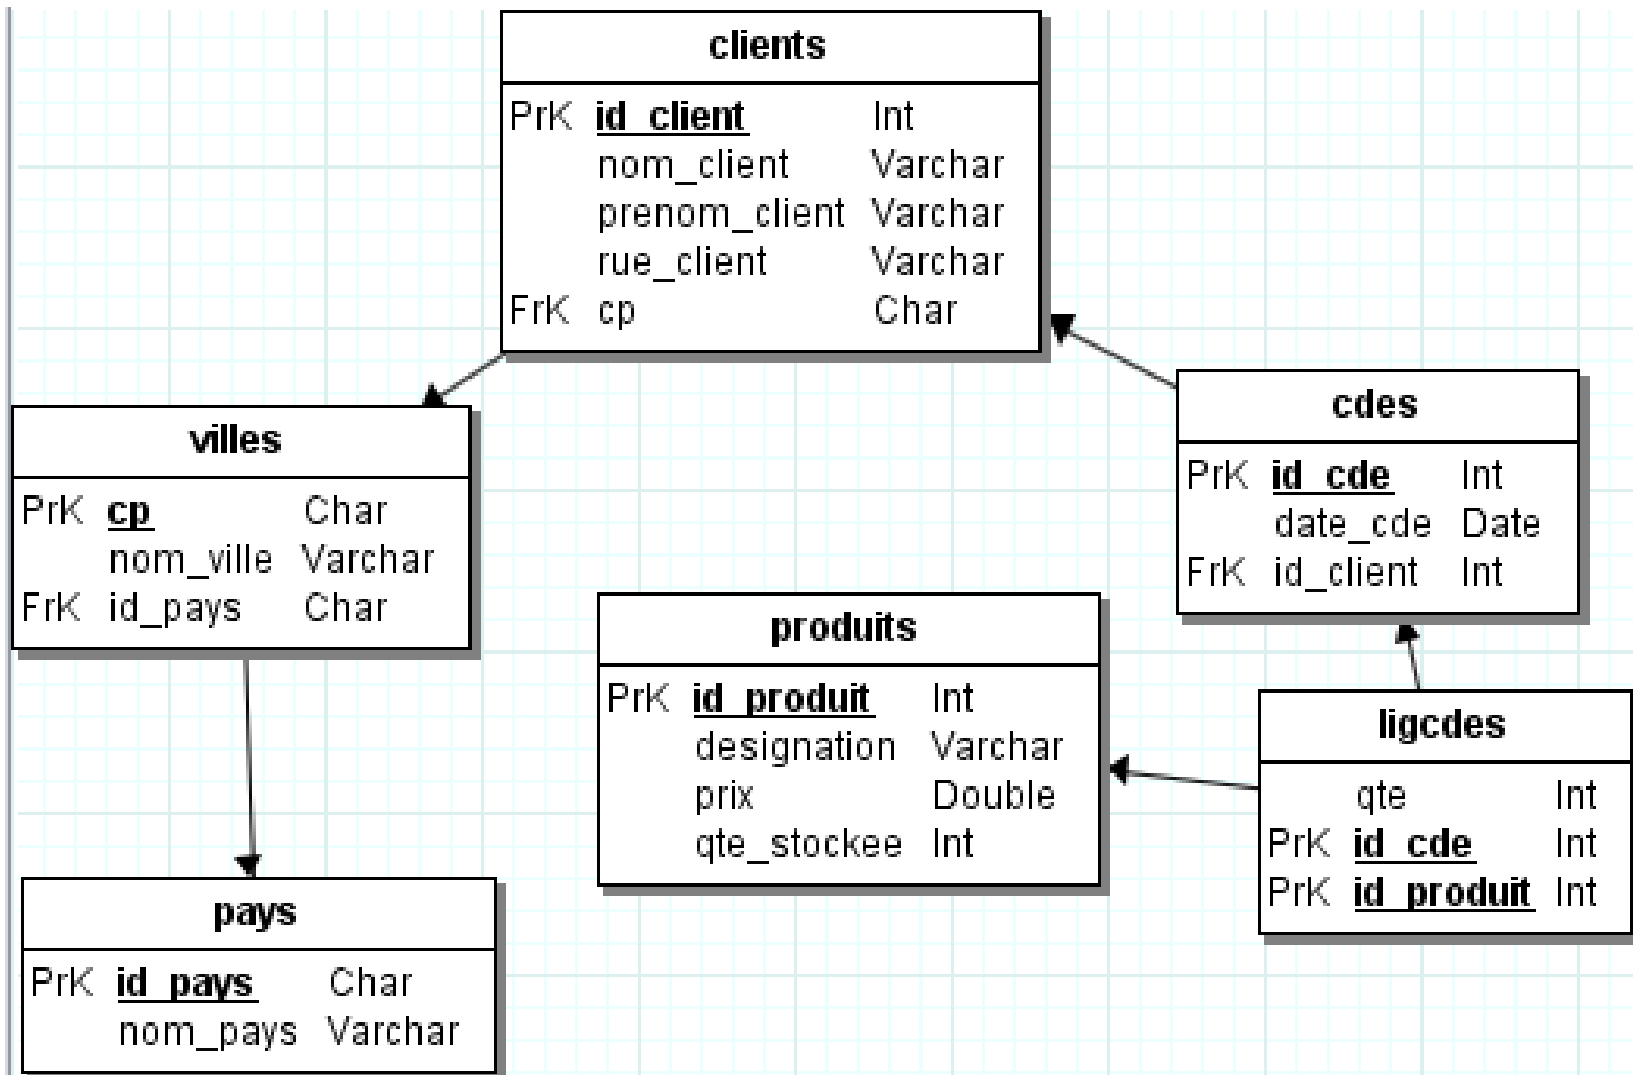 clients
PrK id_client Int
nom_client Varchar
prenom_client Varchar
rue_client Varchar
FrK cp Char
villes
PrK cp Char
nom_ville Varchar
FrK id_pays Char
cdes
PrK id_cde Int
date_cde Date
FrK id_client Int
produits
PrK id_produit Int
designation Varchar
prix Double
qte_stockee Int
ligcdes
qte Int
PrK id_cde Int
PrK id_produit Int
pays
PrK id_pays Char
nom_pays Varchar